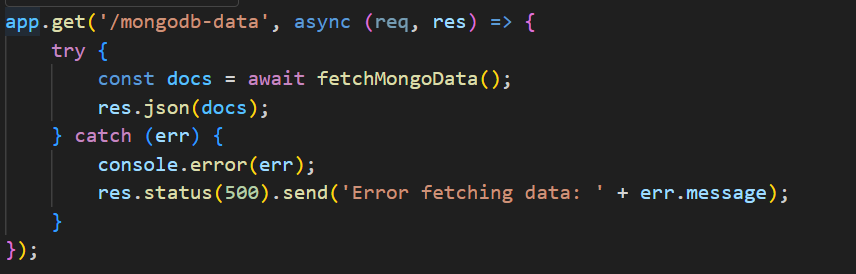 app.get('/mongodb-data', async (req, res) => {
    try {
        const docs = await fetchMongoData();
        res.json(docs);
    } catch (err) {
        console.error(err);
        res.status(500).send('Error fetching data: ' + err.message);
    }
});